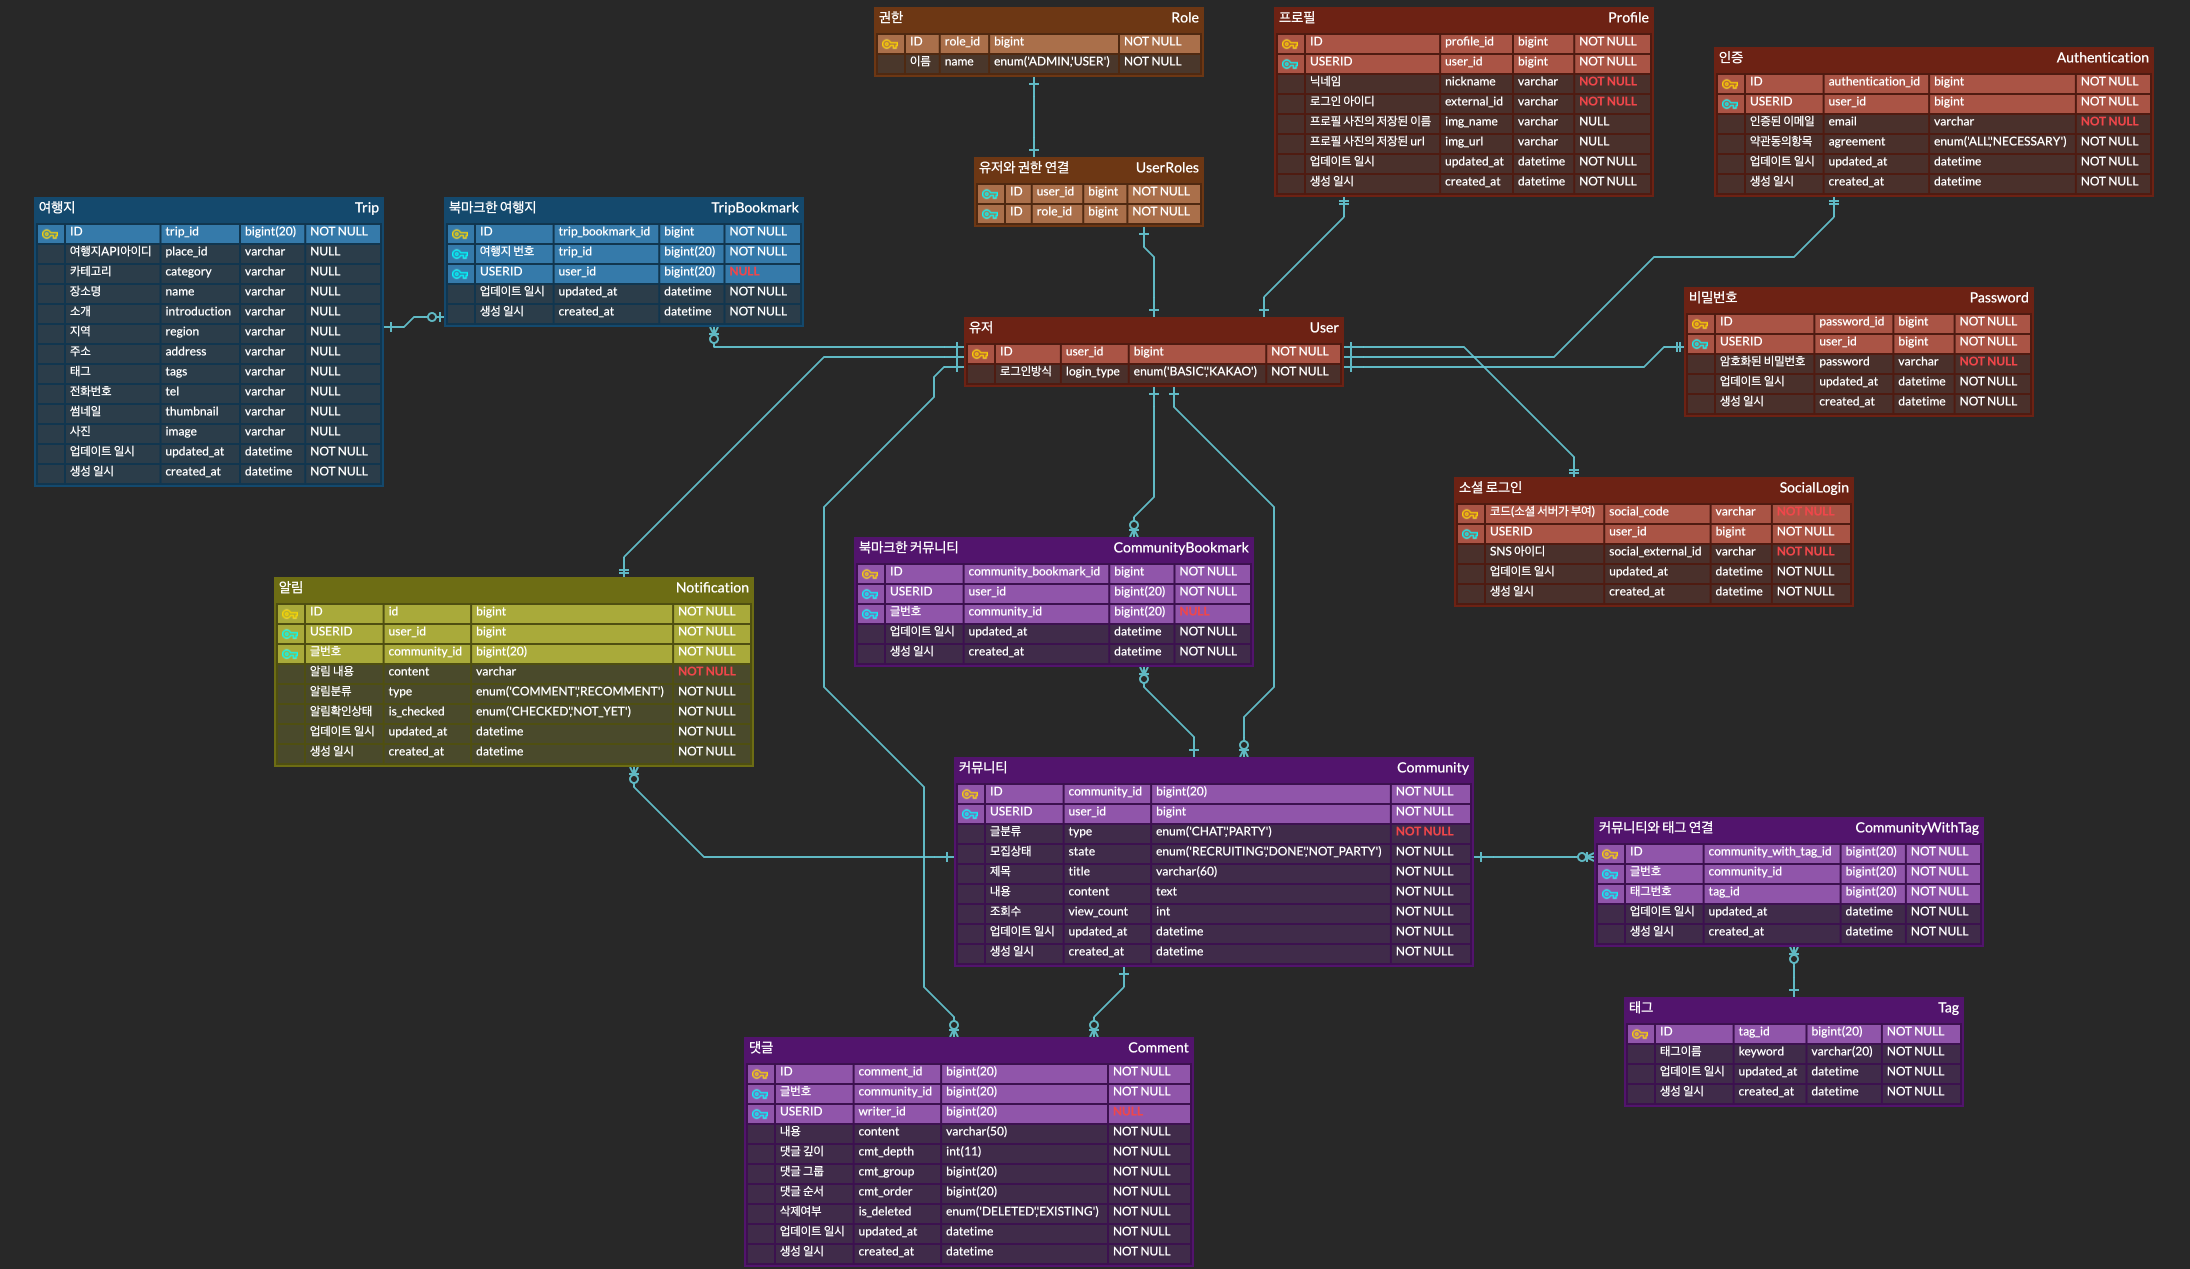 권한 Role
ID role_id bigint NOT NULL
이름 name enum('ADMIN,'USER') NOT NULL
프로필 Profile
ID profile_id bigint NOT NULL
USERID user_id bigint NOT NULL
닉네임 nickname varchar NOT NULL
로그인 아이디 external_id varchar NOT NULL
프로필 사진의 저장된 이름 img_name varchar NULL
프로필 사진의 저장된 url img_url varchar NULL
업데이트 일시 updated_at datetime NOT NULL
생성 일시 created_at datetime NOT NULL
인증 Authentication
ID authentication_id bigint NOT NULL
USERID user_id bigint NOT NULL
인증된 이메일 email varchar NOT NULL
약관동의항목 agreement enum('ALL','NECESSARY') NOT NULL
업데이트 일시 updated_at datetime NOT NULL
생성 일시 created_at datetime NOT NULL
유저와 권한 연결 UserRoles
ID user_id bigint NOT NULL
ID role_id bigint NOT NULL
여행지 Trip
ID trip_id bigint(20) NOT NULL
여행지API아이디 place_id varchar NULL
카테고리 category varchar NULL
장소명 name varchar NULL
소개 introduction varchar NULL
지역 region varchar NULL
주소 address varchar NULL
태그 tags varchar NULL
전화번호 tel varchar NULL
썸네일 thumbnail varchar NULL
사진 image varchar NULL
업데이트 일시 updated_at datetime NOT NULL
생성 일시 created_at datetime NOT NULL
북마크한 여행지 TripBookmark
ID trip_bookmark_id bigint NOT NULL
여행지 번호 trip_id bigint(20) NOT NULL
USERID user_id bigint(20) NULL
업데이트 일시 updated_at datetime NOT NULL
생성 일시 created_at datetime NOT NULL
유저 User
ID user_id bigint NOT NULL
로그인방식 login_type enum('BASIC','KAKAO') NOT NULL
비밀번호 Password
ID password_id bigint NOT NULL
USERID user_id bigint NOT NULL
암호화된 비밀번호 password varchar NOT NULL
업데이트 일시 updated_at datetime NOT NULL
생성 일시 created_at datetime NOT NULL
소셜 로그인 SocialLogin
코드(소셜 서버가 부여) social_code varchar NOT NULL
USERID user_id bigint NOT NULL
SNS 아이디 social_external_id varchar NOT NULL
업데이트 일시 updated_at datetime NOT NULL
생성 일시 created_at datetime NOT NULL
북마크한 커뮤니티 CommunityBookmark
ID community_bookmark_id bigint NOT NULL
USERID user_id bigint(20) NOT NULL
글번호 community_id bigint(20) NULL
업데이트 일시 updated_at datetime NOT NULL
생성 일시 created_at datetime NOT NULL
알림 Notification
ID id bigint NOT NULL
USERID user_id bigint NOT NULL
글번호 community_id bigint(20) NOT NULL
알림 내용 content varchar NOT NULL
알림분류 type enum('COMMENT','RECOMMENT') NOT NULL
알림확인상태 is_checked enum('CHECKED','NOT_YET') NOT NULL
업데이트 일시 updated_at datetime NOT NULL
생성 일시 created_at datetime NOT NULL
커뮤니티 Community
ID community_id bigint(20) NOT NULL
USERID user_id bigint NOT NULL
글분류 type enum('CHAT','PARTY') NOT NULL
모집상태 state enum('RECRUITING','DONE','NOT_PARTY') NOT NULL
제목 title varchar(60) NOT NULL
내용 content text NOT NULL
조회수 view_count int NOT NULL
업데이트 일시 updated_at datetime NOT NULL
생성 일시 created_at datetime NOT NULL
커뮤니티와 태그 연결 CommunityWithTag
ID community_with_tag_id bigint(20) NOT NULL
글번호 community_id bigint(20) NOT NULL
태그번호 tag_id bigint(20) NOT NULL
업데이트 일시 updated_at datetime NOT NULL
생성 일시 created_at datetime NOT NULL
태그 Tag
ID tag_id bigint(20) NOT NULL
태그이름 keyword varchar(20) NOT NULL
업데이트 일시 updated_at datetime NOT NULL
생성 일시 created_at datetime NOT NULL
댓글 Comment
ID comment_id bigint(20) NOT NULL
글번호 community_id bigint(20) NOT NULL
USERID writer_id bigint(20) NULL
내용 content varchar(50) NOT NULL
댓글 깊이 cmt_depth int(11) NOT NULL
댓글 그룹 cmt_group bigint(20) NOT NULL
댓글 순서 cmt_order bigint(20) NOT NULL
삭제여부 is_deleted enum('DELETED','EXISTING') NOT NULL
업데이트 일시 updated_at datetime NOT NULL
생성 일시 created_at datetime NOT NULL